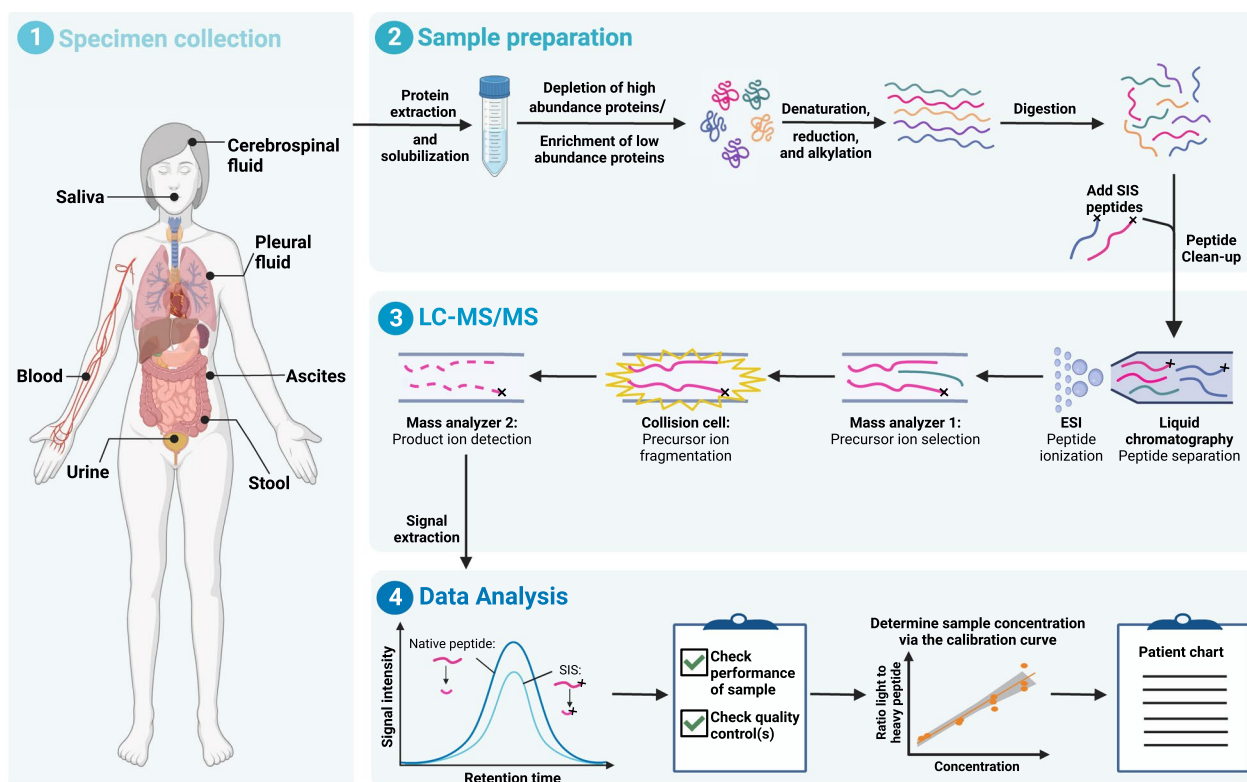 1 Specimen collection
Cerebrospinal
fluid
Saliva
Pleural
fluid
Blood
Ascites
Urine
Stool
2 Sample preparation
Protein
extraction
and
solubilization
Depletion of high
abundance proteins/
Enrichment of low
abundance proteins
Denaturation,
reduction,
and alkylation
Digestion
Add SIS
peptides
Peptide
Clean-up
3 LC-MS/MS
Mass analyzer 2:
Product ion detection
Collision cell:
Precursor ion
fragmentation
Mass analyzer 1:
Precursor ion selection
ESI
Peptide
ionization
Liquid
chromatography
Peptide separation
Signal
extraction
4 Data Analysis
Signal intensity
Native peptide:
SIS:
Retention time
Check
performance
of sample
Check quality
control(s)
Determine sample concentration
via the calibration curve
Ratio light to
heavy peptide
Concentration
Patient chart